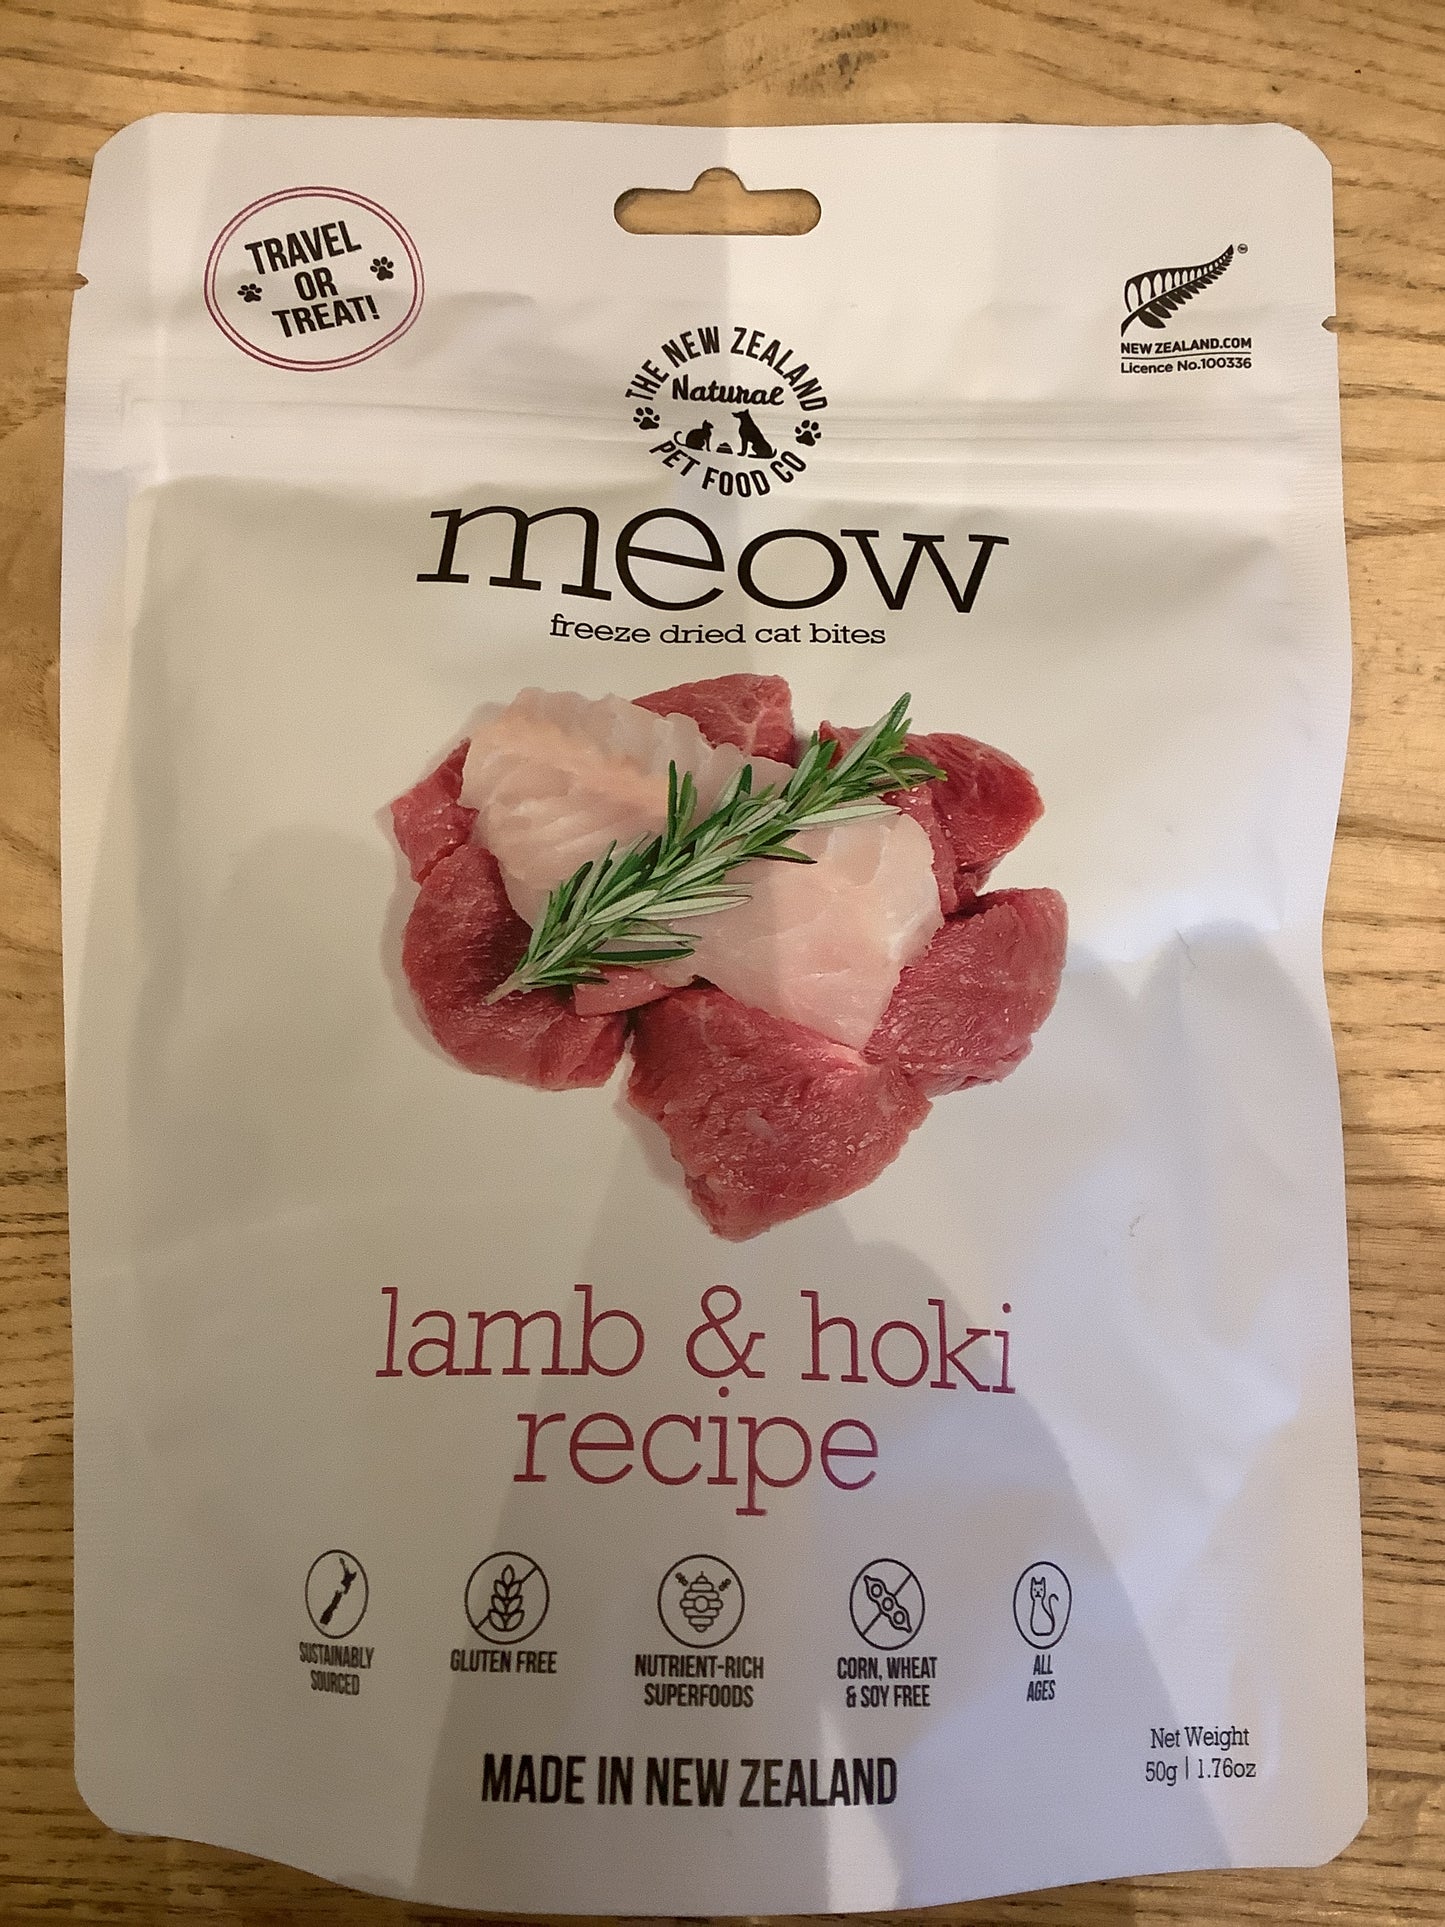 TRAVEL
OR
TREAT!
NEW ZEALAND.COM
Licence No.100336
THE NEW ZEALAND
Natural
PET FOOD CO
meow
freeze dried cat bites
lamb & hoki
recipe
SUSTAINABLY
SOURCED
GLUTEN FREE
NUTRIENT-RICH
SUPERFOODS
CORN, WHEAT
& SOY FREE
ALL
AGES
Net Weight
50g | 1.76oz
MADE IN NEW ZEALAND